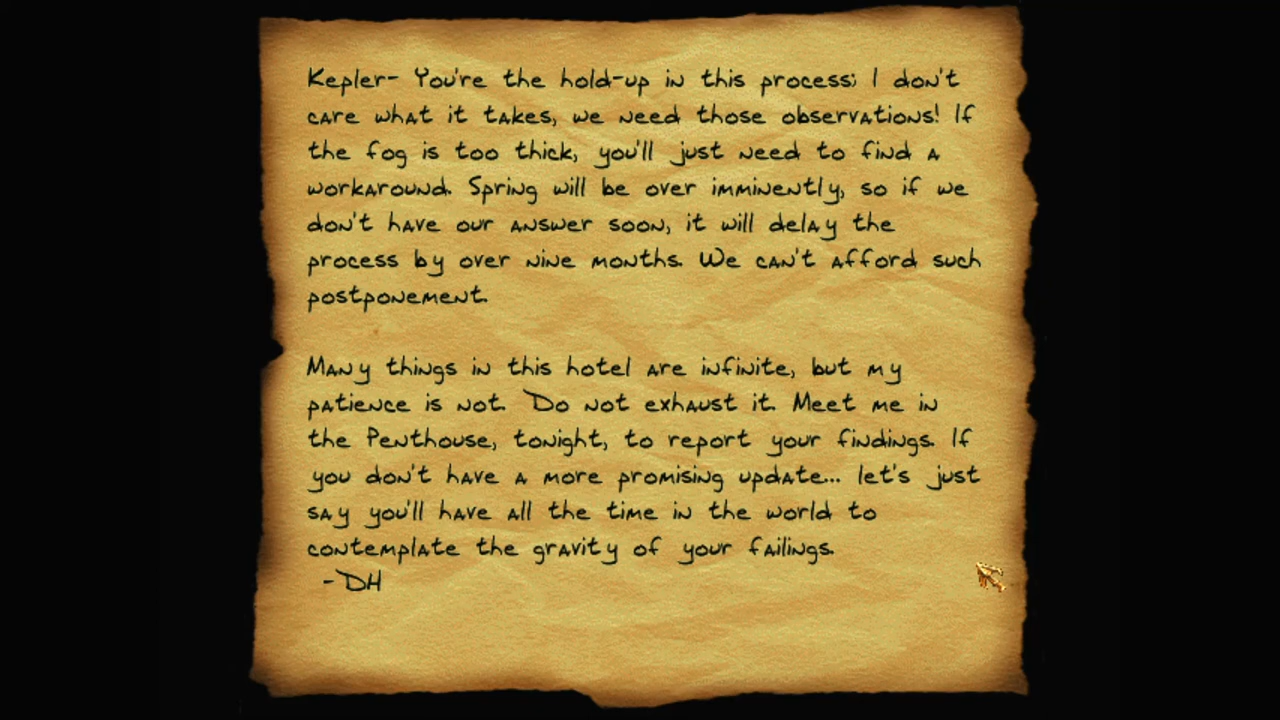 Kepler- You're the hold-up in this process; I don't
care what it takes, we need those observations! If
the fog is too thick, you'll just need to find a
workaround. Spring will be over imminently, so if we
don't have our answer soon, it will delay the
process by over nine months. We can't afford such
postponement.
Many things in this hotel are infinite, but my
patience is not. Do not exhaust it. Meet me in
the Penthouse, tonight, to report your findings. If
you don't have a more promising update... let's just
say you'll have all the time in the world to
contemplate the gravity of your failings.
-DH